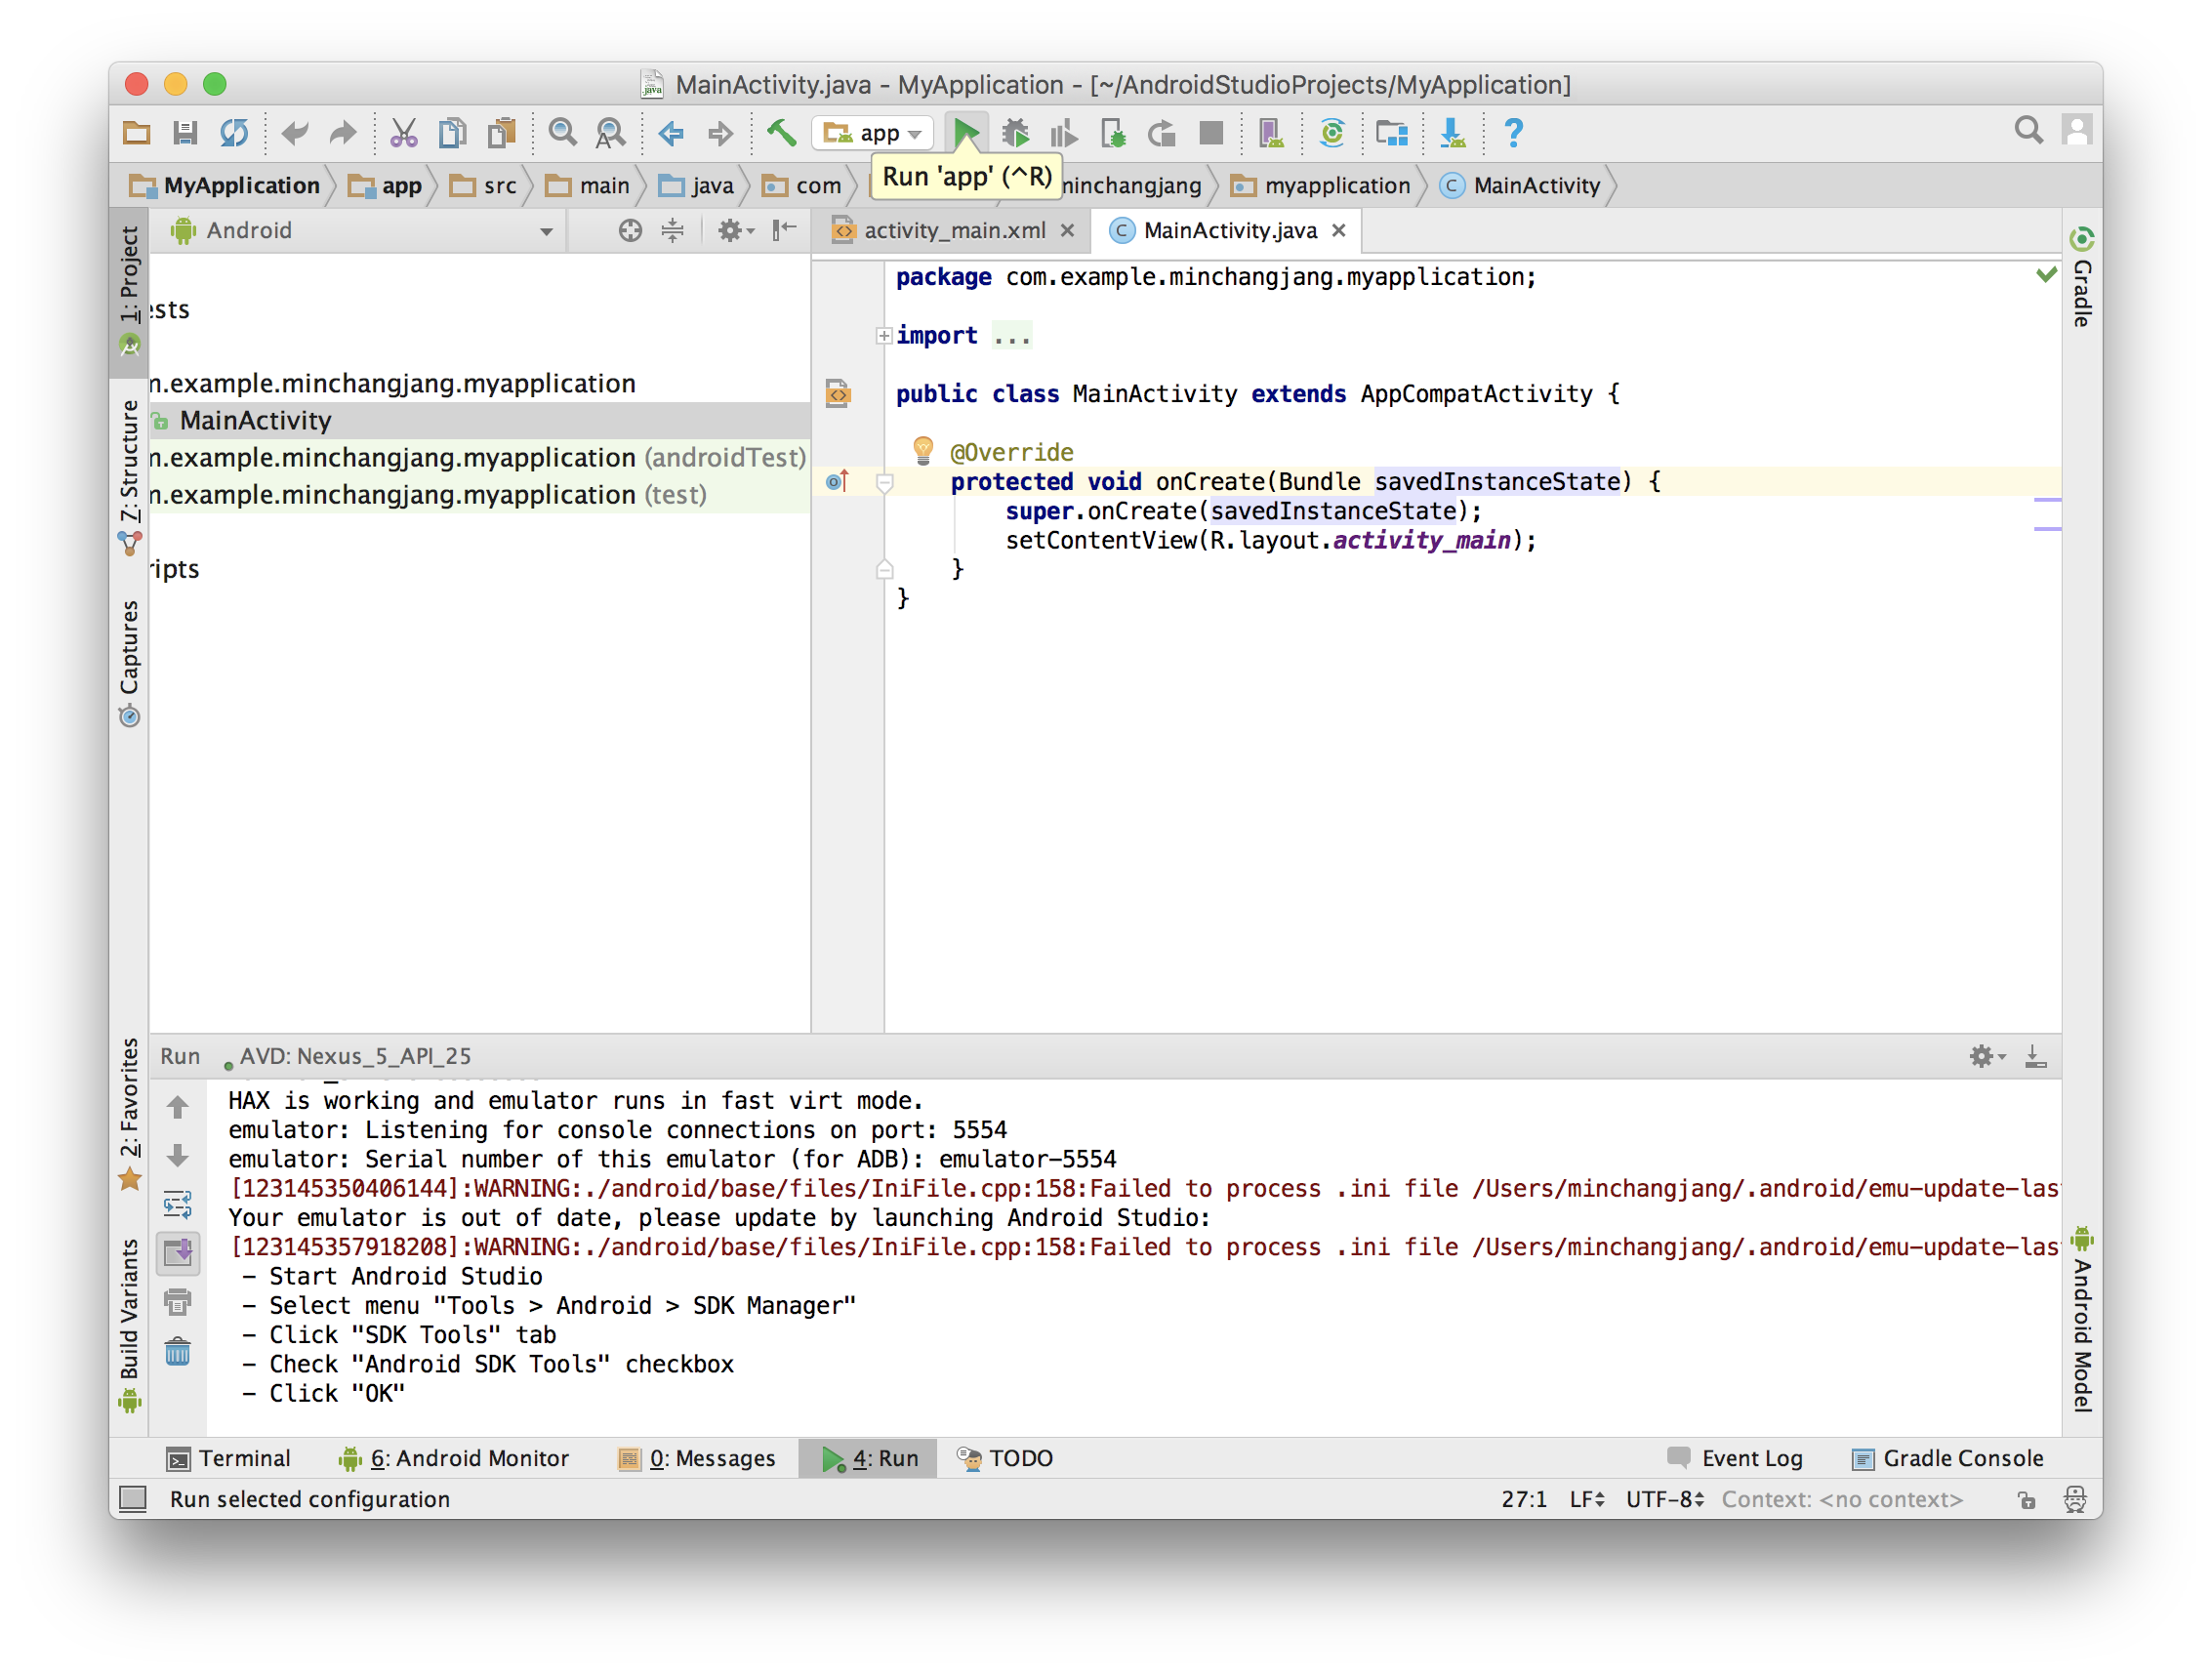 MainActivity.java - MyApplication - [~/AndroidStudioProjects/MyApplication]
app
Run 'app' (^R)
MyApplication app src main java com minchangjang myapplication MainActivity
Android
activity_main.xml MainActivity.java
1: Project
7: Structure
Captures
2: Favorites
Build Variants
ests
m.example.minchangjang.myapplication
MainActivity
m.example.minchangjang.myapplication (androidTest)
m.example.minchangjang.myapplication (test)
ripts
package com.example.minchangjang.myapplication;
import ...
public class MainActivity extends AppCompatActivity {
@Override
protected void onCreate(Bundle savedInstanceState) {
super.onCreate(savedInstanceState);
setContentView(R.layout.activity_main);
}
}
Gradle
Android Model
Run AVD: Nexus_5_API_25
HAX is working and emulator runs in fast virt mode.
emulator: Listening for console connections on port: 5554
emulator: Serial number of this emulator (for ADB): emulator-5554
[123145350406144]:WARNING:./android/base/files/IniFile.cpp:158:Failed to process .ini file /Users/minchangjang/.android/emu-update-las
Your emulator is out of date, please update by launching Android Studio:
[123145357918208]:WARNING:./android/base/files/IniFile.cpp:158:Failed to process .ini file /Users/minchangjang/.android/emu-update-las
- Start Android Studio
- Select menu "Tools > Android > SDK Manager"
- Click "SDK Tools" tab
- Check "Android SDK Tools" checkbox
- Click "OK"
Terminal 6: Android Monitor 0: Messages 4: Run TODO Event Log Gradle Console
Run selected configuration 27:1 LF UTF-8 Context: <no context>